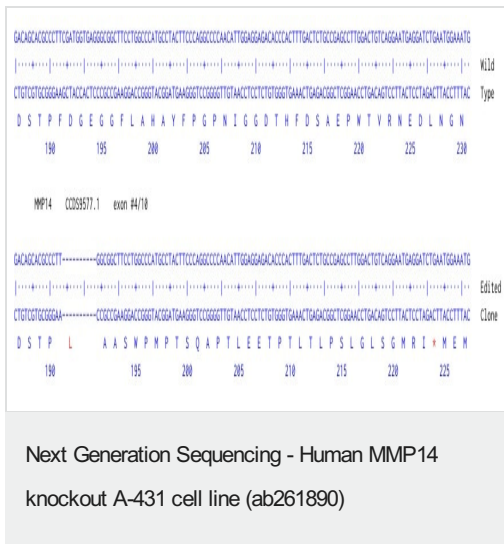 GACAGCACGCCCTTCGATGGTGAGGGCGGCTTCCTGGCCCATGCCTACTTCCCAGGCCCCAACATTGGAGGAGACACCCACTTTGACTCTGCCGAGCCTTGGACTGTCAGGAATGAGGATCTGAATGGAAATG
Wild
CTGTCGTGCGGGAAGCTACCACTCCCGCCGAAGGACCGGGTACGGATGAAGGGTCCGGGGTTGTAACCTCCTCTGTGGGTGAAACTGAGACGGCTCGGAACCTGACAGTCCTTACTCCTAGACTTACCTTTAC Type
D S T P F D G E G G F L A H A Y F P G P N I G G D T H F D S A E P W T V R N E D L N G N
190 195 200 205 210 215 220 225 230
MMP14 CCDS9577.1 exon #4/10
GACAGCACGCCCTT----------GGCGGCTTCCTGGCCCATGCCTACTTCCCAGGCCCCAACATTGGAGGAGACACCCACTTTGACTCTGCCGAGCCTTGGACTGTCAGGAATGAGGATCTGAATGGAAATG
Edited
CTGTCGTGCGGGAA----------CCGCCGAAGGACCGGGTACGGATGAAGGGTCCGGGGTTGTAACCTCCTCTGTGGGTGAAACTGAGACGGCTCGGAACCTGACAGTCCTTACTCCTAGACTTACCTTTAC Clone
D S T P L A A S W P M P T S Q A P T L E E T P T L T L P S L G L S G M R I * M E M
190 195 200 205 210 215 220 225
Next Generation Sequencing - Human MMP14
knockout A-431 cell line (ab261890)